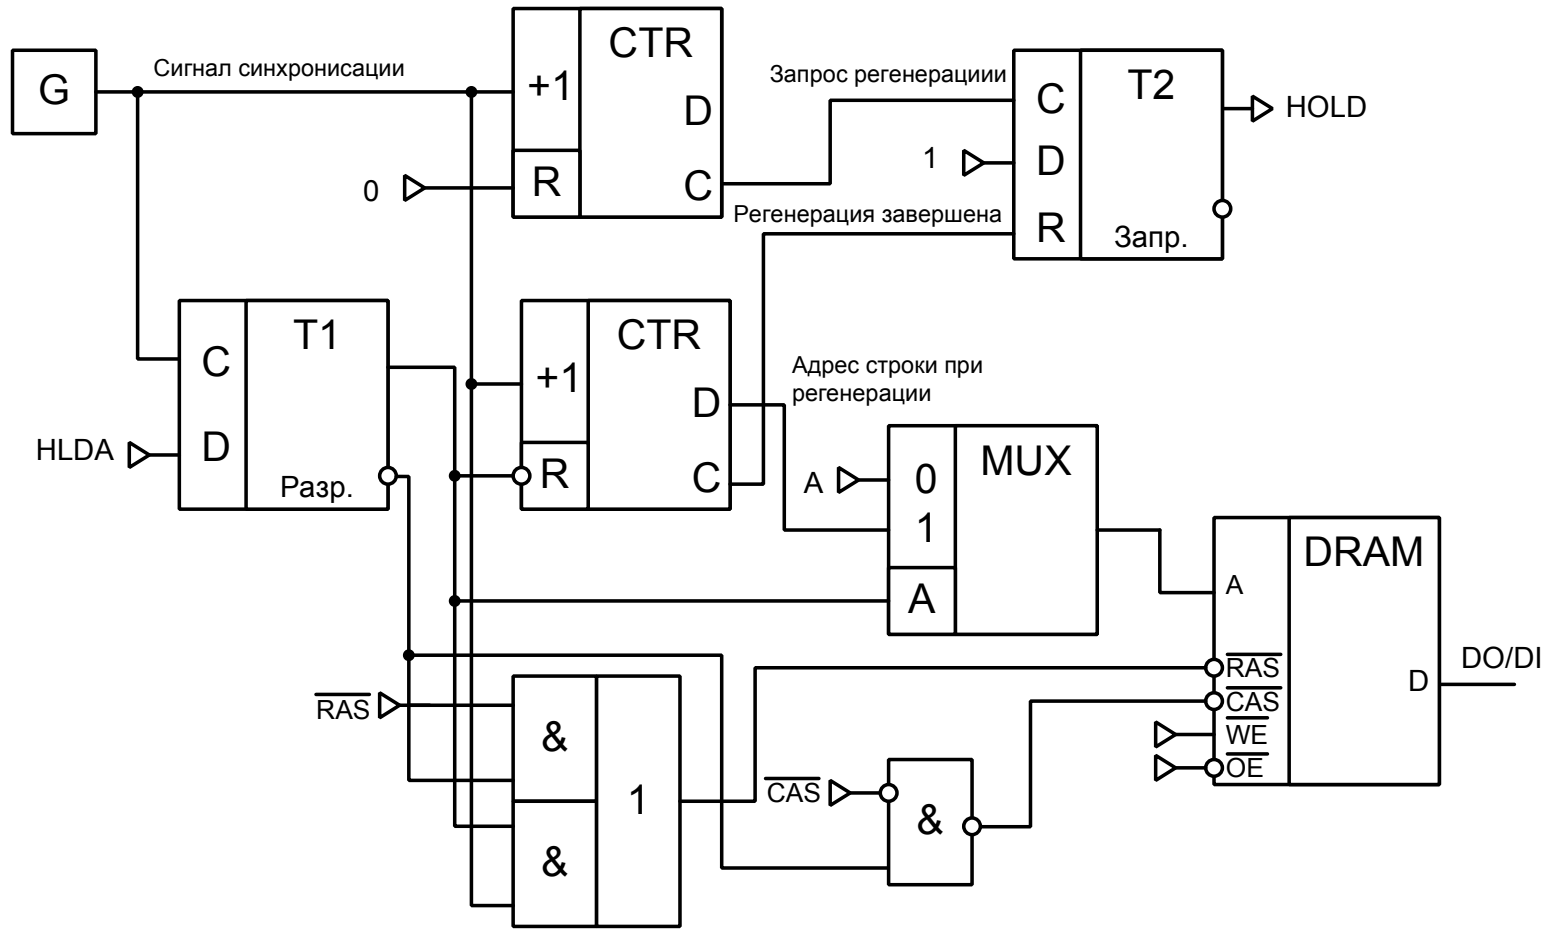 G
Сигнал синхронисации
+1
CTR
D
R
C
0
Запрос регенерациии
C
T2
1
D
R
Запр.
HOLD
Регенерация завершена
C
T1
D
Разр.
HLDA
+1
CTR
D
R
C
Адрес строки при
регенерации
A
0
MUX
1
A
DRAM
A
RAS
CAS
WE
OE
D
DO/DI
RAS
&
1
&
CAS
&